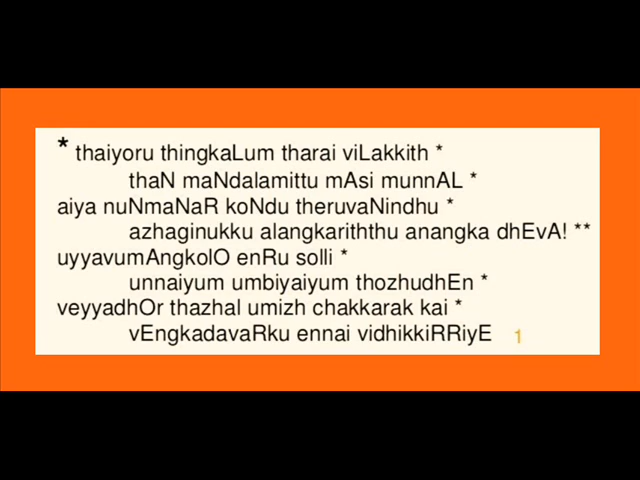 * thaiyoru thingkaLum tharai viLakkith *
thaN maNdalamittu mAsi munnAL *
aiya nuNmaNaR koNdu theruvaNindhu *
azhaginukku alangkariththu anangka dhEvA! **
uyyavumAngkolO enRu solli *
unnaiyum umbiyaiyum thozhudhEn *
veyyadhOr thazhal umizh chakkarak kai *
vEngkadavaRku ennai vidhikkiRRiyE 1